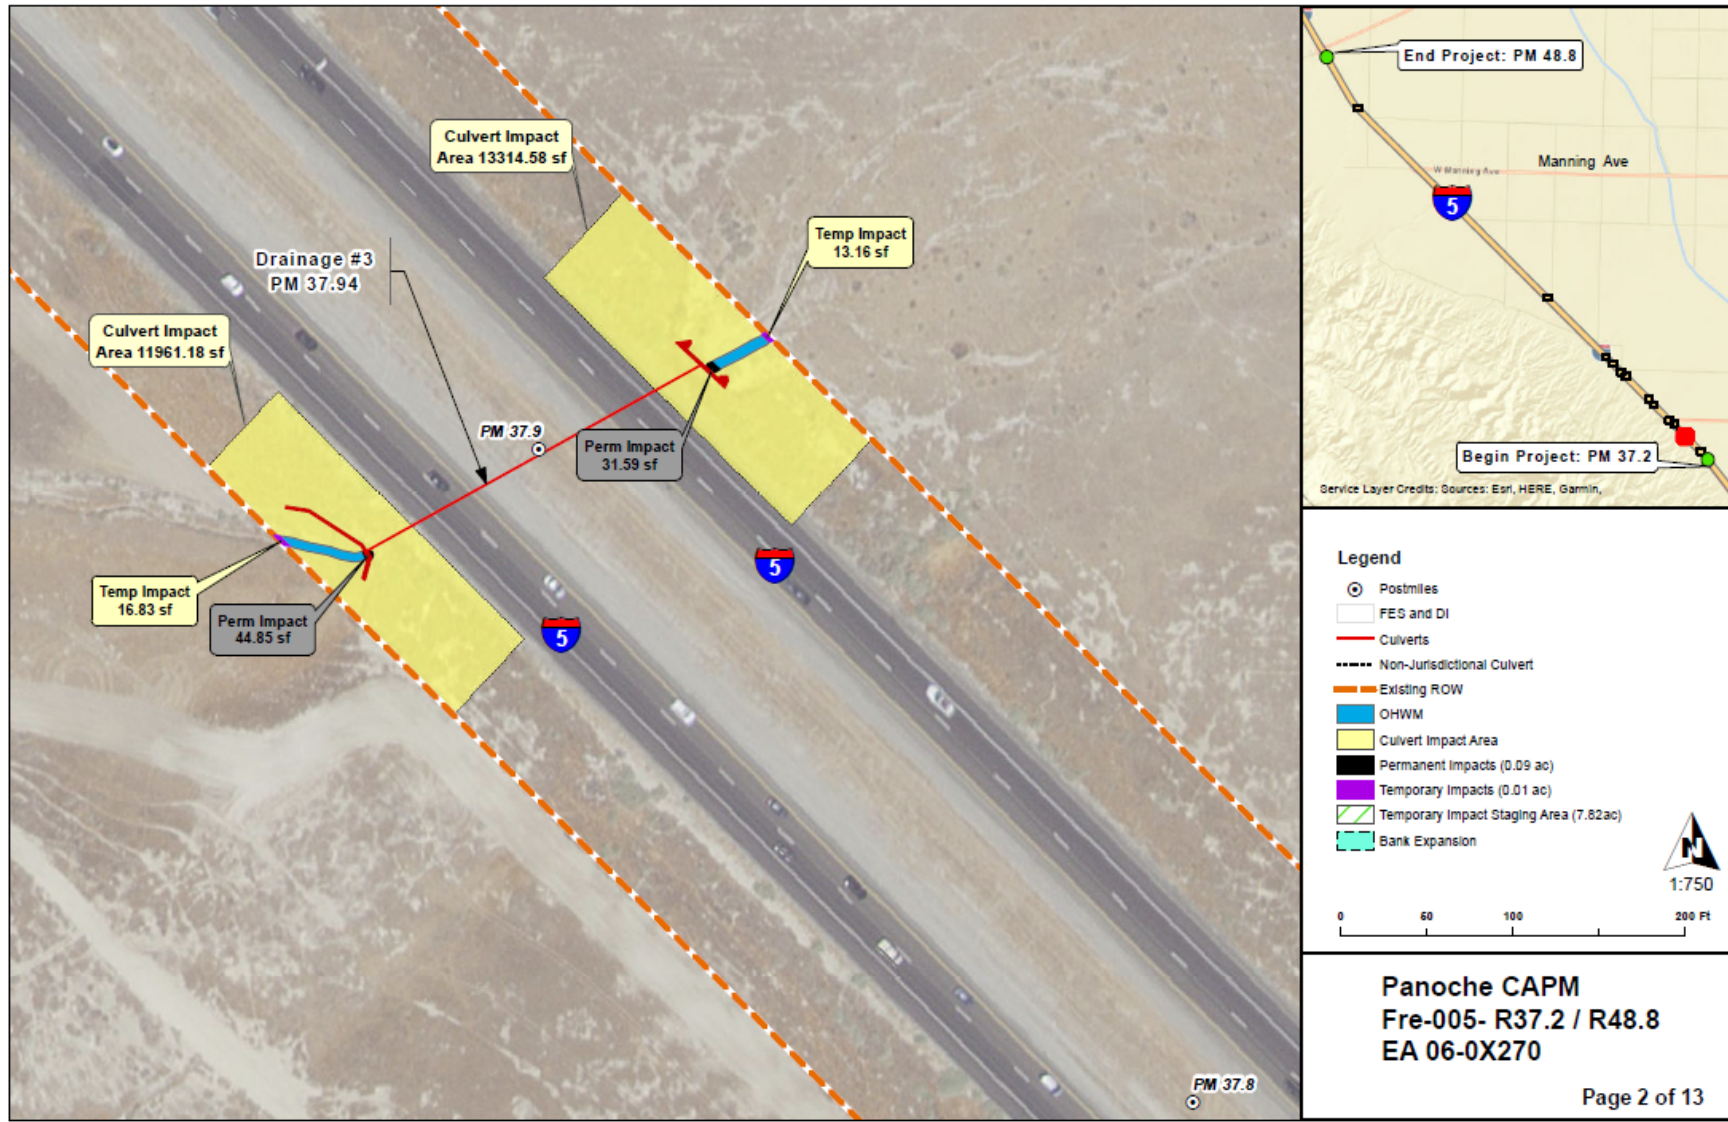 Culvert Impact
Area 13314.58 sf
Temp Impact
13.16 sf
Drainage #3
PM 37.94
Culvert Impact
Area 11961.18 sf
PM 37.9
Perm Impact
31.59 sf
Temp Impact
16.83 sf
Perm Impact
44.85 sf
5
5
PM 37.8
End Project: PM 48.8
Manning Ave
W Manning Ave
5
Begin Project: PM 37.2
Service Layer Credits: Sources: Esri, HERE, Garmin,
Legend
Postmiles
FES and DI
Culverts
Non-Jurisdictional Culvert
Existing ROW
OHWM
Culvert Impact Area
Permanent Impacts (0.09 ac)
Temporary Impacts (0.01 ac)
Temporary Impact Staging Area (7.82ac)
Bank Expansion
N
1:750
0 60 100 200 Ft
Panoche CAPM
Fre-005- R37.2 / R48.8
EA 06-0X270
Page 2 of 13